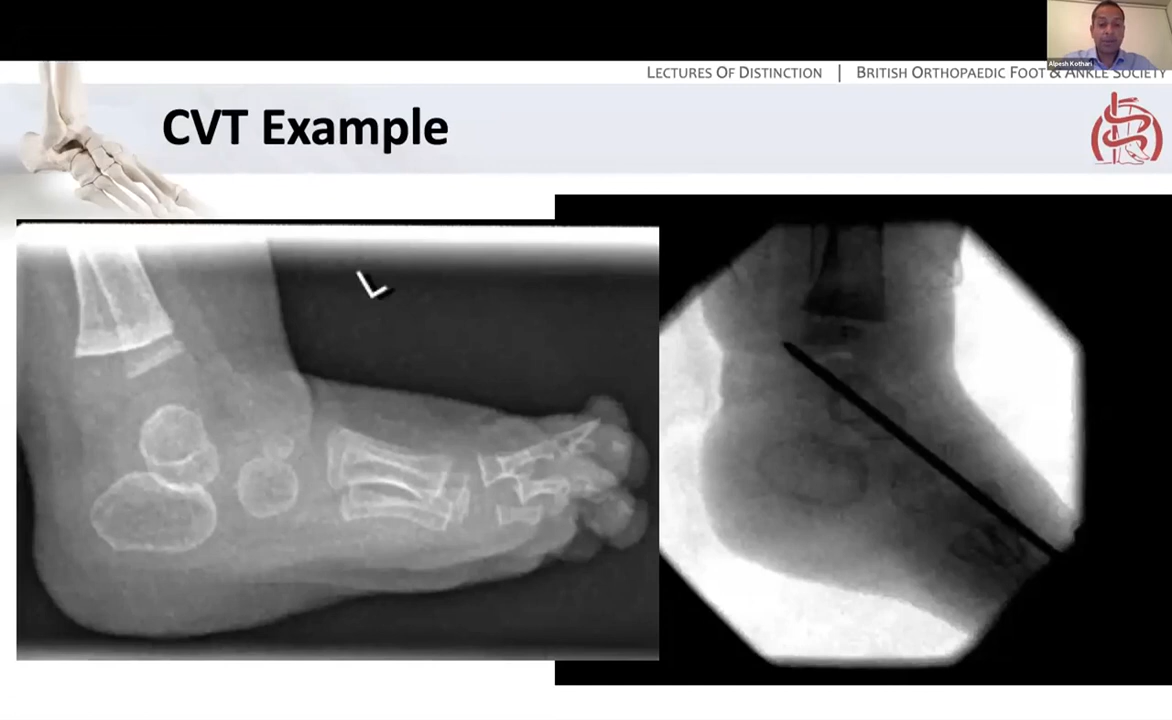 Alpesh Kothari
LECTURES OF DISTINCTION | BRITISH ORTHOPAEDIC FOOT & ANKLE SOCIETY
CVT Example
L